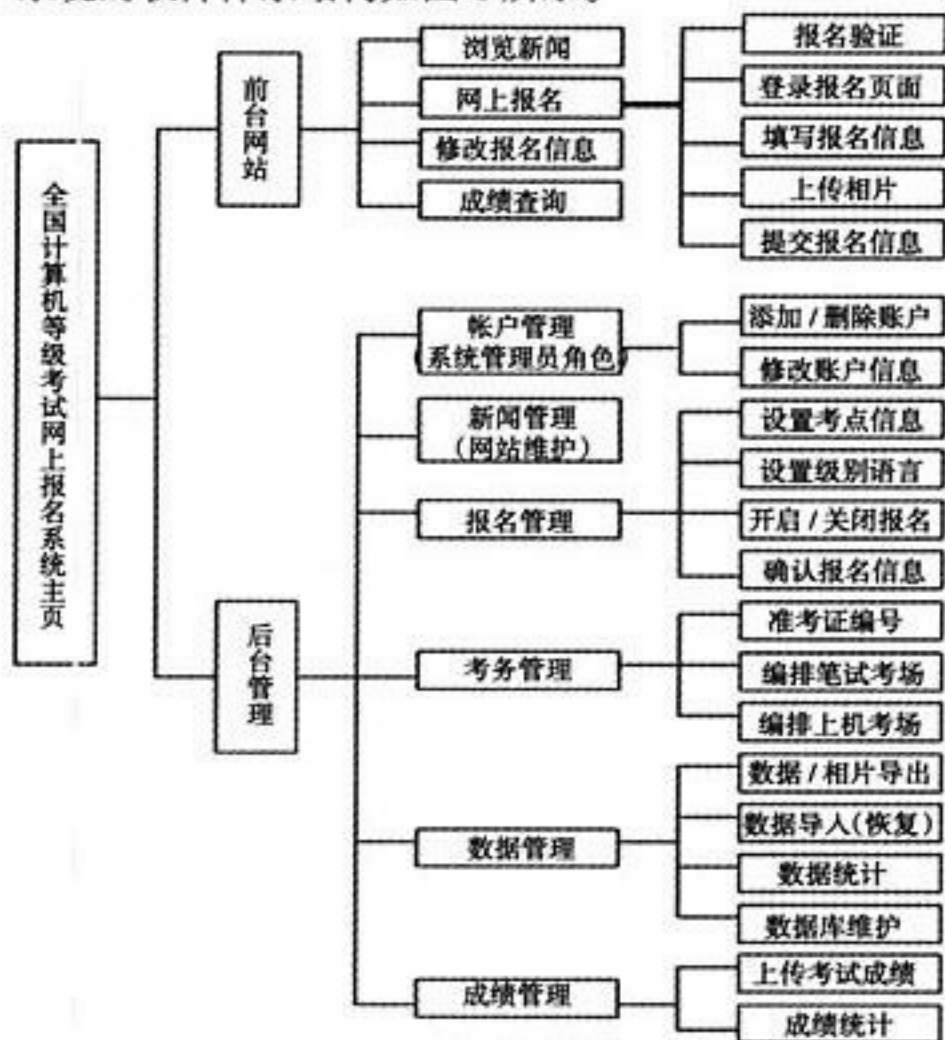 全国计算机等级考试网上报名系统主页
前台网站
浏览新闻
网上报名
修改报名信息
成绩查询
报名验证
登录报名页面
填写报名信息
上传相片
提交报名信息
后台管理
帐户管理
(系统管理员角色)
添加/删除账户
修改账户信息
新闻管理
(网站维护)
报名管理
设置考点信息
设置级别语言
开启/关闭报名
确认报名信息
考务管理
准考证编号
编排笔试考场
编排上机考场
数据管理
数据/相片导出
数据导入(恢复)
数据统计
数据库维护
成绩管理
上传考试成绩
成绩统计